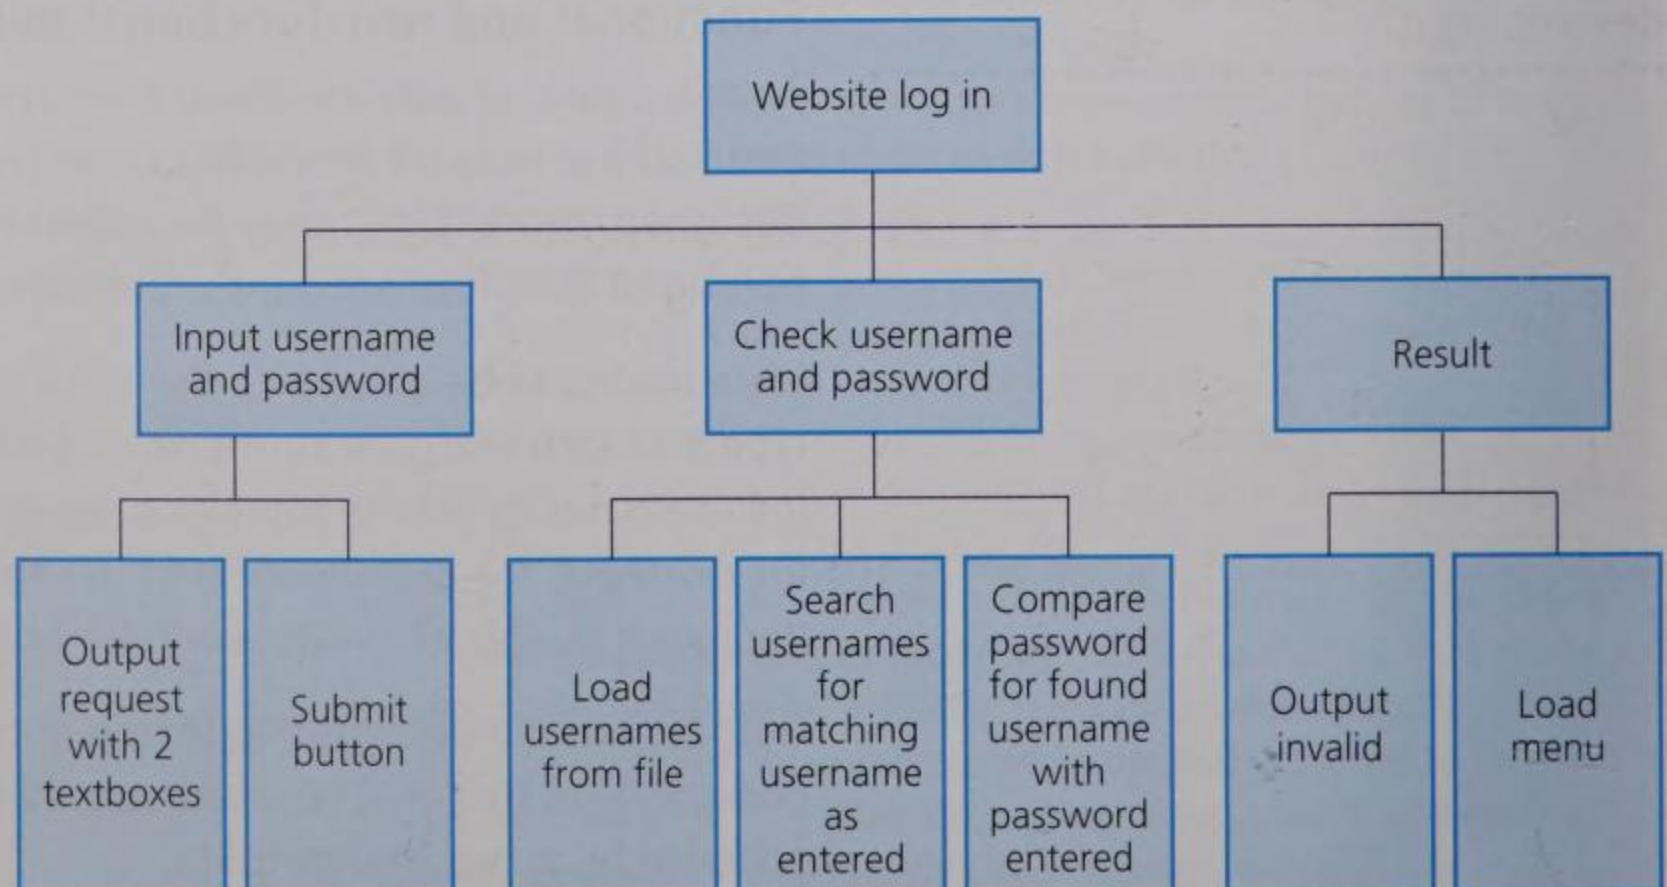 Website log in
Input username
and password
Check username
and password
Result
Output
request
with 2
textboxes
Submit
button
Load
usernames
from file
Search
usernames
for
matching
username
as
entered
Compare
password
for found
username
with
password
entered
Output
invalid
Load
menu